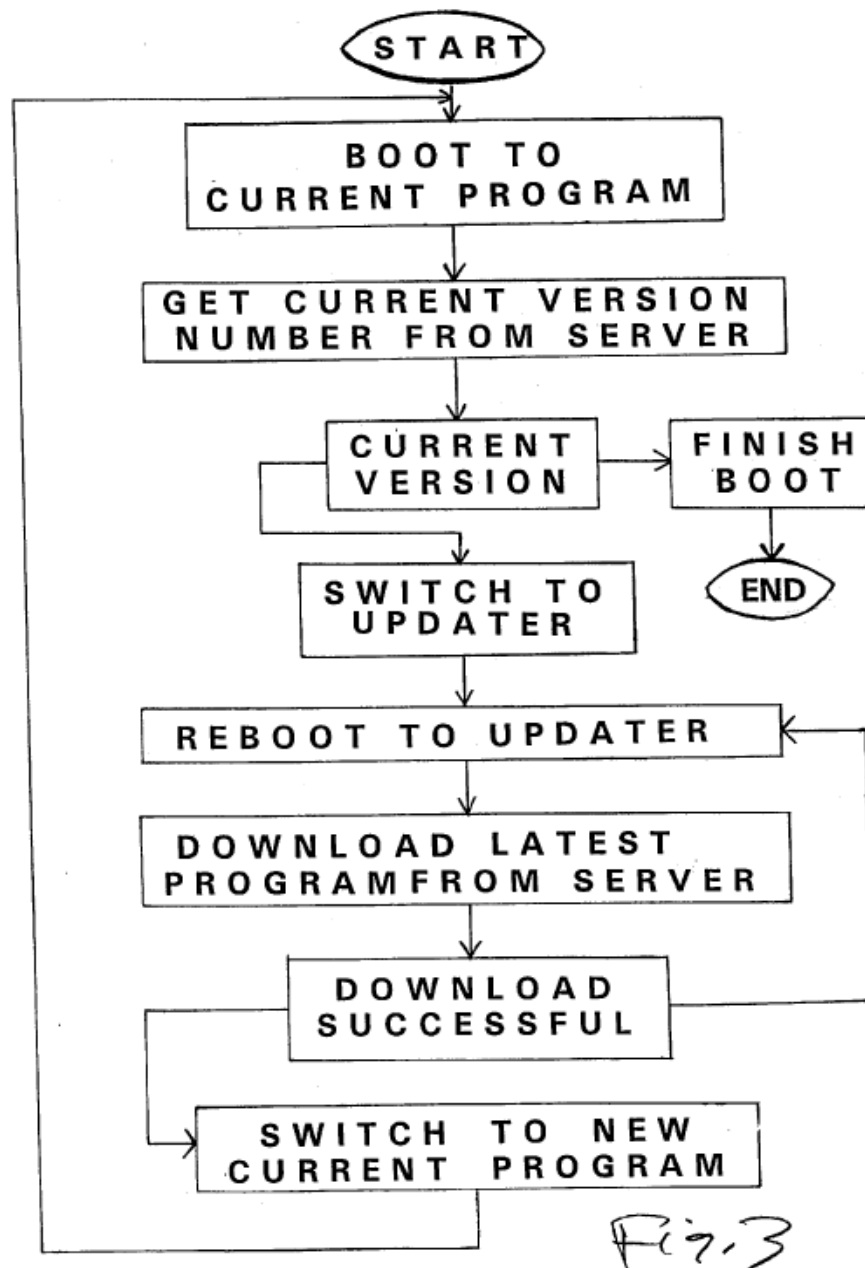 START
BOOT TO
CURRENT PROGRAM
GET CURRENT VERSION
NUMBER FROM SERVER
CURRENT
VERSION
FINISH
BOOT
END
SWITCH TO
UPDATER
REBOOT TO UPDATER
DOWNLOAD LATEST
PROGRAMFROM SERVER
DOWNLOAD
SUCCESSFUL
SWITCH TO NEW
CURRENT PROGRAM
Fig. 3